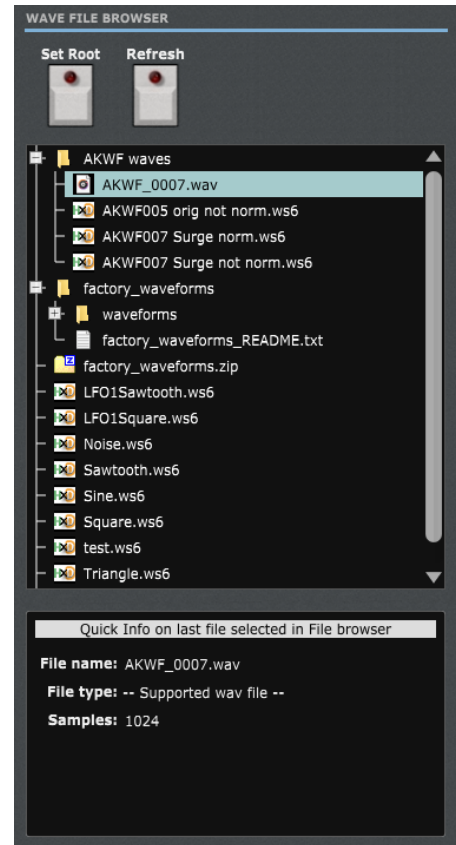 WAVE FILE BROWSER
Set Root Refresh
AKWF waves
AKWF_0007.wav
AKWF005 orig not norm.ws6
AKWF007 Surge norm.ws6
AKWF007 Surge not norm.ws6
factory_waveforms
waveforms
factory_waveforms_README.txt
factory_waveforms.zip
LFO1Sawtooth.ws6
LFO1Square.ws6
Noise.ws6
Sawtooth.ws6
Sine.ws6
Square.ws6
test.ws6
Triangle.ws6
Quick Info on last file selected in File browser
File name: AKWF_0007.wav
File type: -- Supported wav file --
Samples: 1024